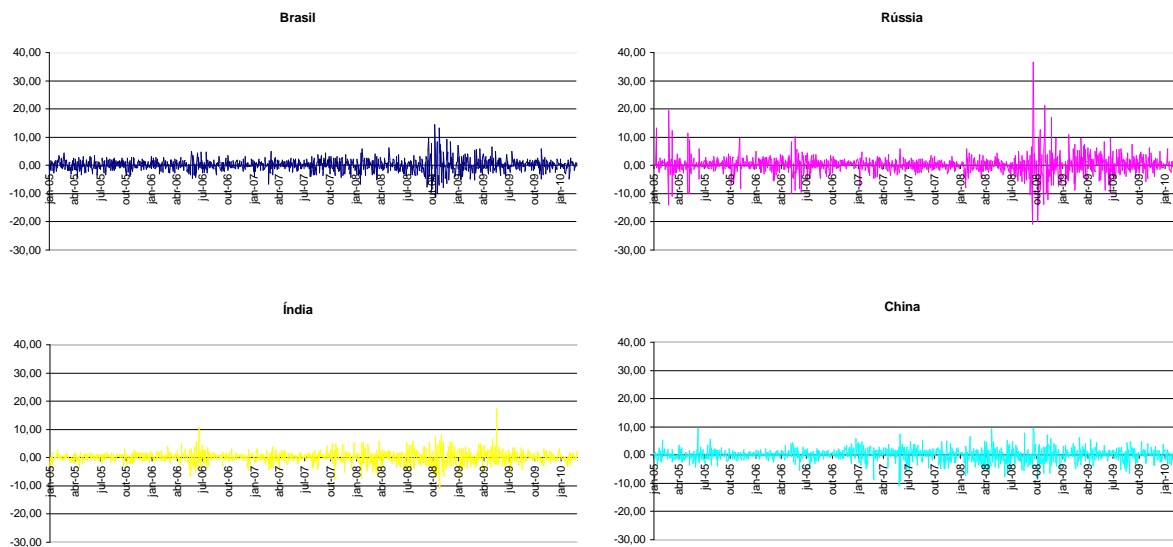 Brasil
40,00
30,00
20,00
10,00
0,00
-10,00
-20,00
-30,00
jan-05
abr-05
jul-05
out-05
jan-06
abr-06
jul-06
out-06
jan-07
abr-07
jul-07
out-07
jan-08
abr-08
jul-08
out-08
jan-09
abr-09
jul-09
out-09
jan-10
Rússia
40,00
30,00
20,00
10,00
0,00
-10,00
-20,00
-30,00
jan-05
abr-05
jul-05
out-05
jan-06
abr-06
jul-06
out-06
jan-07
abr-07
jul-07
out-07
jan-08
abr-08
jul-08
out-08
jan-09
abr-09
jul-09
out-09
jan-10
Índia
40,00
30,00
20,00
10,00
0,00
-10,00
-20,00
-30,00
jan-05
abr-05
jul-05
out-05
jan-06
abr-06
jul-06
out-06
jan-07
abr-07
jul-07
out-07
jan-08
abr-08
jul-08
out-08
jan-09
abr-09
jul-09
out-09
jan-10
China
40,00
30,00
20,00
10,00
0,00
-10,00
-20,00
-30,00
jan-05
abr-05
jul-05
out-05
jan-06
abr-06
jul-06
out-06
jan-07
abr-07
jul-07
out-07
jan-08
abr-08
jul-08
out-08
jan-09
abr-09
jul-09
out-09
jan-10